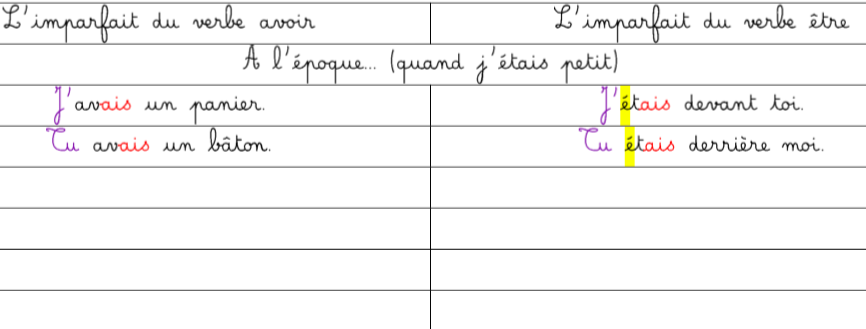 L'imparfait du verbe avoir L'imparfait du verbe être
A l'époque... (quand j'étais petit)
J'avais un panier. J'étais devant toi.
Tu avais un bâton. Tu étais derrière moi.